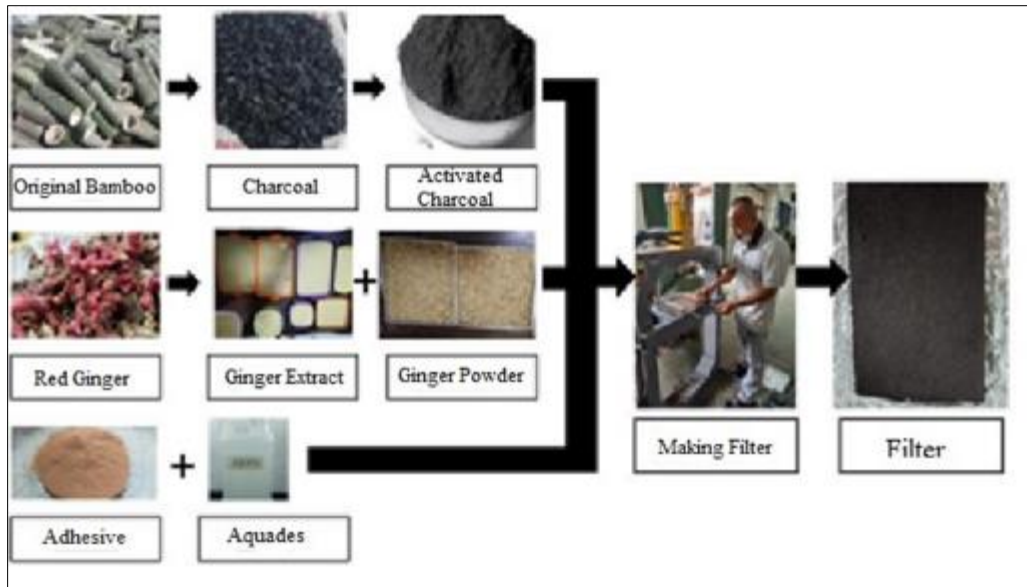 Original Bamboo
Charcoal
Activated
Charcoal
Red Ginger
Ginger Extract
Ginger Powder
Making Filter
Filter
Adhesive
Aquades